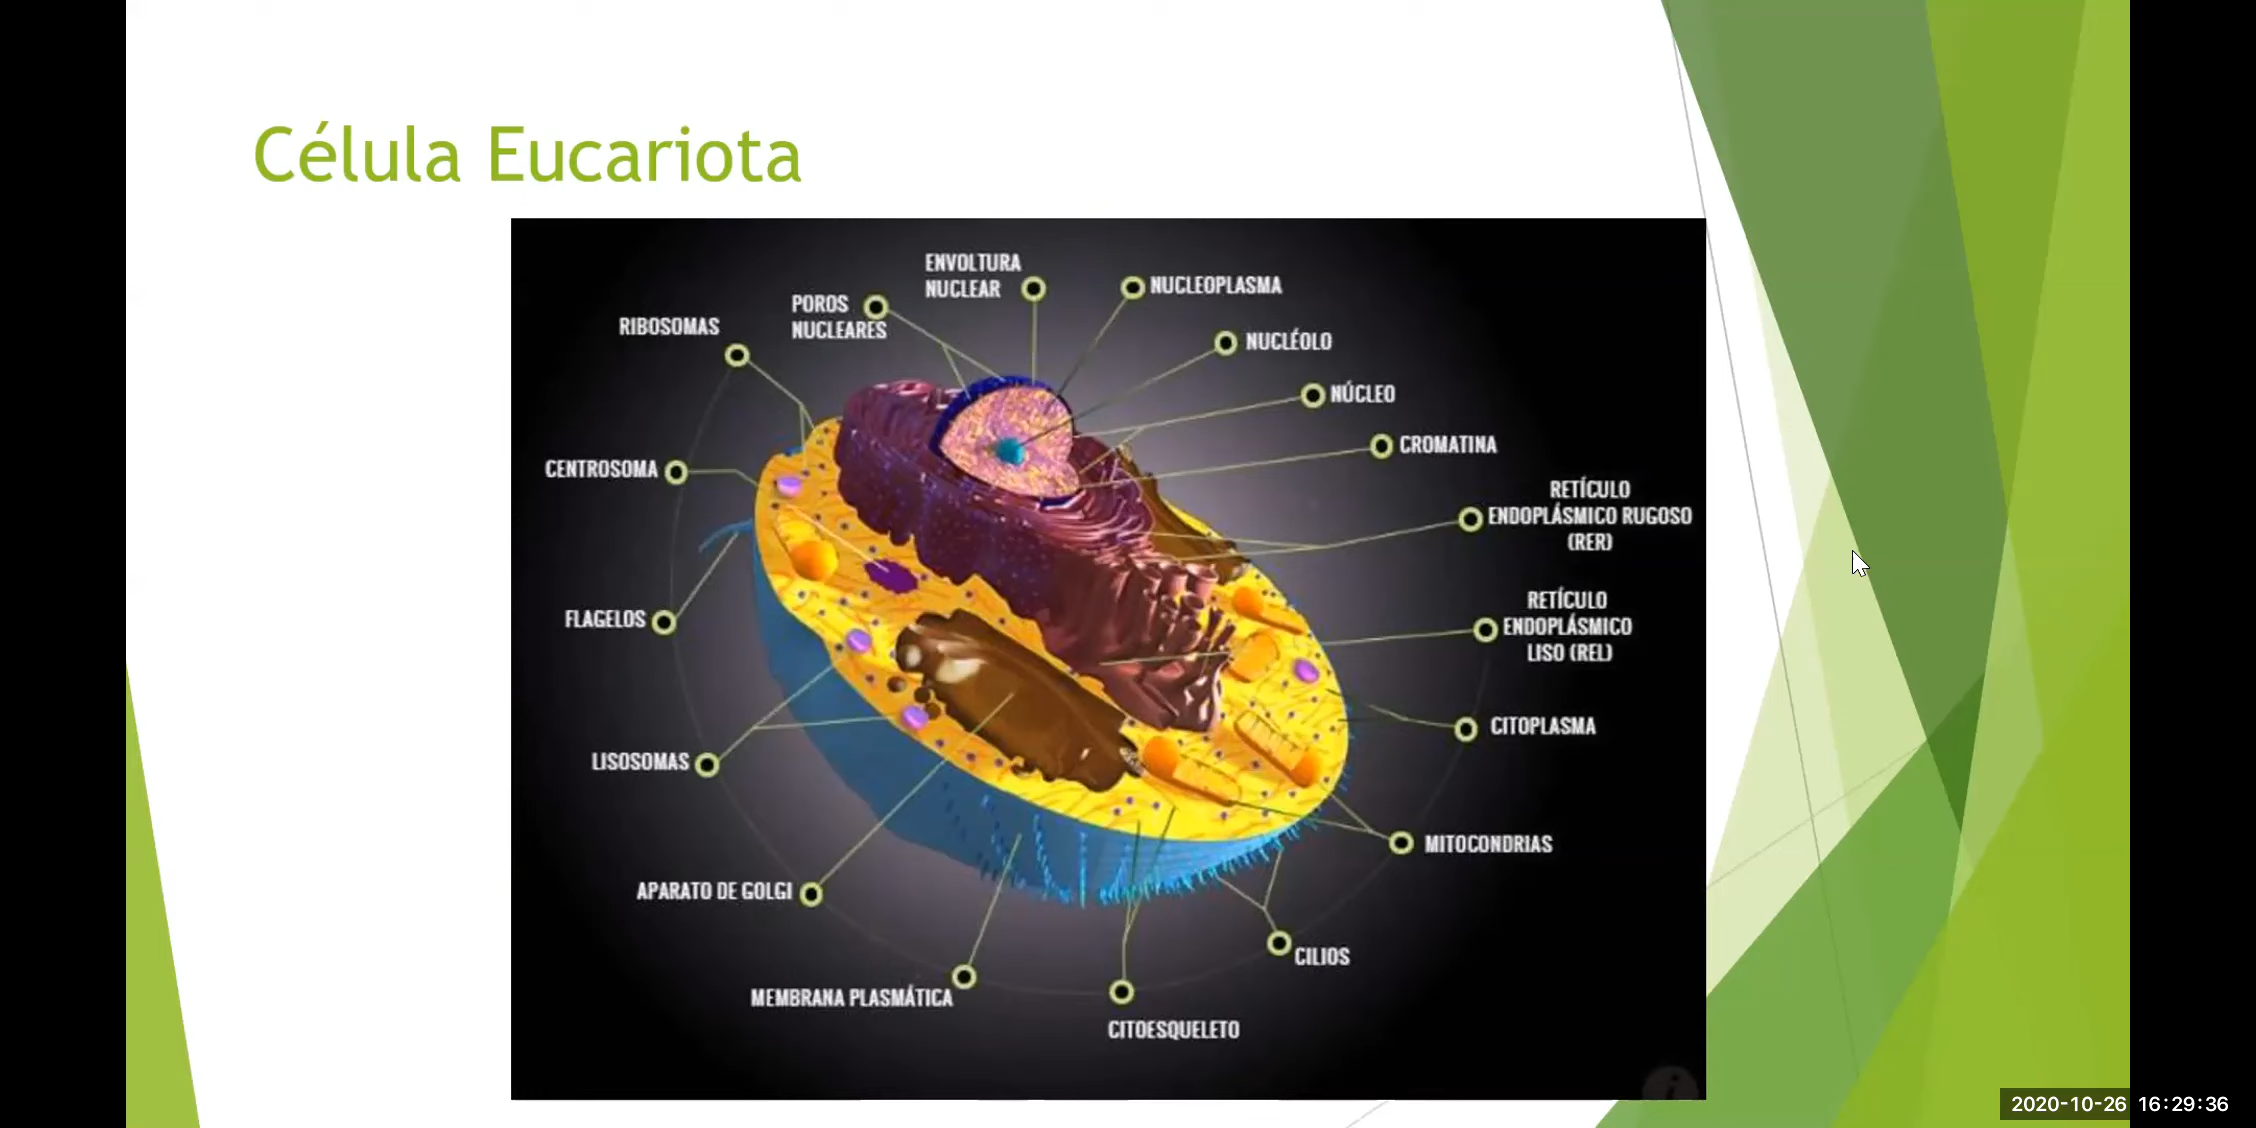 Célula Eucariota
ENVOLTURA
NUCLEAR
NUCLEOPLASMA
POROS
NUCLEARES
RIBOSOMAS
NUCLÉOLO
NÚCLEO
CROMATINA
CENTROSOMA
RETÍCULO
ENDOPLÁSMICO RUGOSO
(RER)
FLAGELOS
RETÍCULO
ENDOPLÁSMICO
LISO (REL)
CITOPLASMA
LISOSOMAS
MITOCONDRIAS
APARATO DE GOLGI
CILIOS
MEMBRANA PLASMÁTICA
CITOESQUELETO
2020-10-26 16:29:36